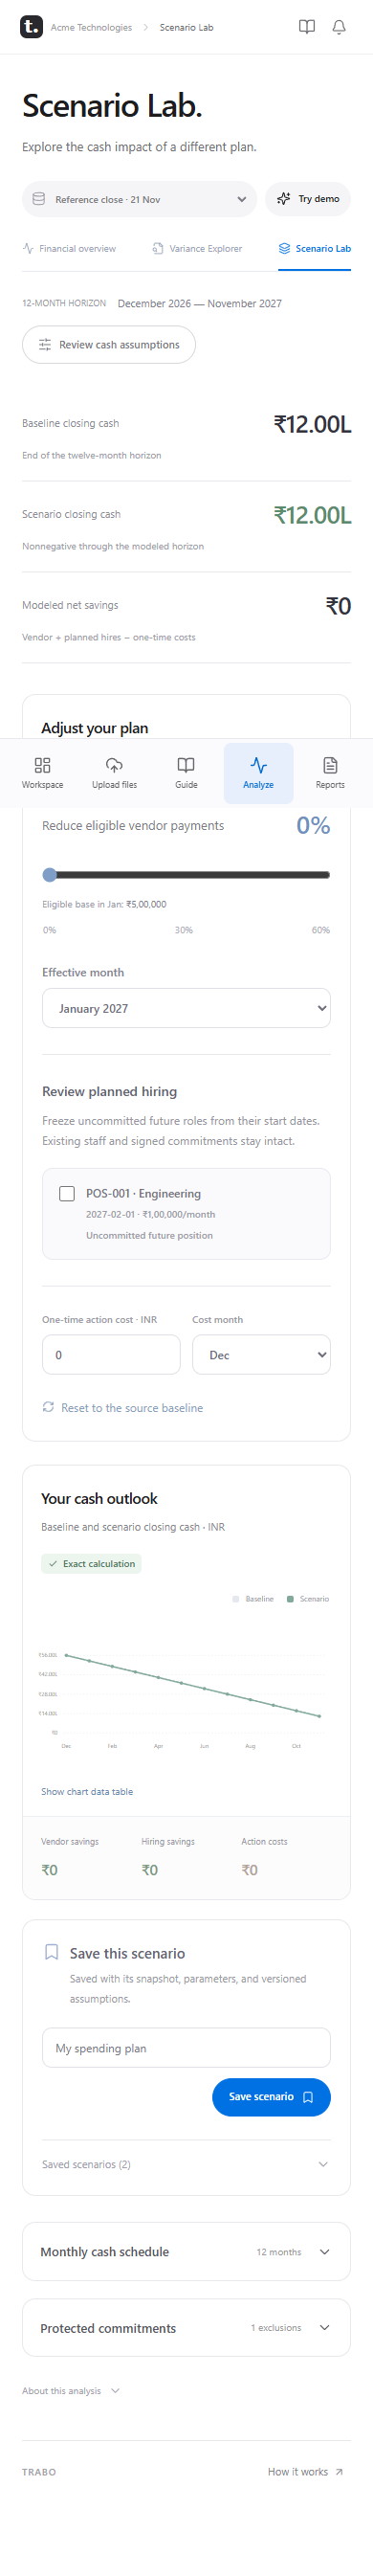 t.
Acme Technologies > Scenario Lab
Scenario Lab.
Explore the cash impact of a different plan.
Reference close · 21 Nov
Try demo
Financial overview
Variance Explorer
Scenario Lab
12-MONTH HORIZON December 2026 — November 2027
Review cash assumptions
Baseline closing cash
₹12.00L
End of the twelve-month horizon
Scenario closing cash
₹12.00L
Nonnegative through the modeled horizon
Modeled net savings
₹0
Vendor + planned hires − one-time costs
Adjust your plan
Workspace
Upload files
Guide
Analyze
Reports
Reduce eligible vendor payments
0%
Eligible base in Jan: ₹5,00,000
0% 30% 60%
Effective month
January 2027
Review planned hiring
Freeze uncommitted future roles from their start dates.
Existing staff and signed commitments stay intact.
POS-001 · Engineering
2027-02-01 · ₹1,00,000/month
Uncommitted future position
One-time action cost · INR
Cost month
0
Dec
Reset to the source baseline
Your cash outlook
Baseline and scenario closing cash · INR
Exact calculation
Baseline Scenario
₹56.00L
₹42.00L
₹28.00L
₹14.00L
₹0
Dec Feb Apr Jun Aug Oct
Show chart data table
Vendor savings
Hiring savings
Action costs
₹0
₹0
₹0
Save this scenario
Saved with its snapshot, parameters, and versioned
assumptions.
My spending plan
Save scenario
Saved scenarios (2)
Monthly cash schedule
12 months
Protected commitments
1 exclusions
About this analysis
TRABO
How it works